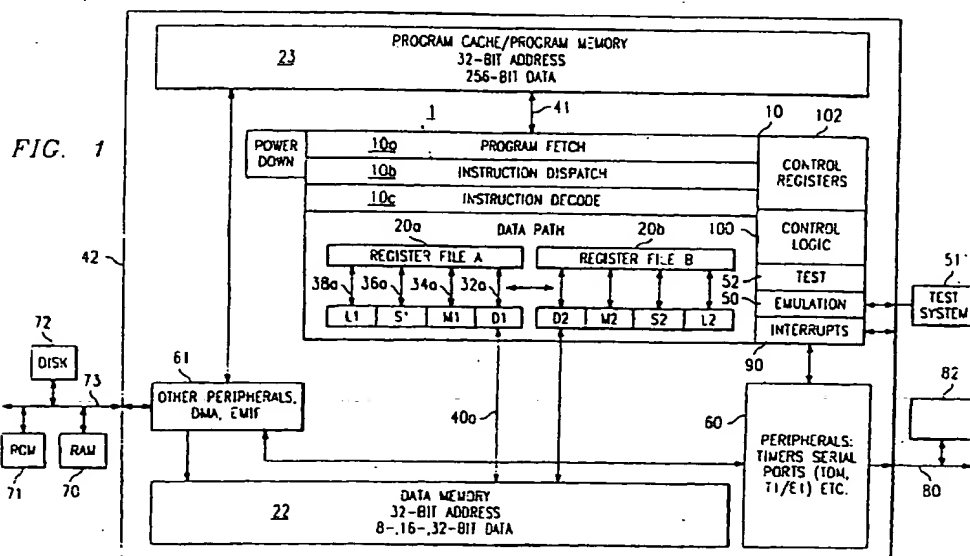 FIG. 1
23
PROGRAM CACHE/PROGRAM MEMORY
32-BIT ADDRESS
256-BIT DATA
1
41
10
102
POWER
DOWN
10a PROGRAM FETCH
10b INSTRUCTION DISPATCH
10c INSTRUCTION DECODE
CONTROL
REGISTERS
DATA PATH
100
CONTROL
LOGIC
20a
20b
REGISTER FILE A
REGISTER FILE B
42
38a
36a
34a
32a
52
TEST
50
EMULATION
51
TEST
SYSTEM
L1 S' M1 D1
D2 M2 S2 L2
INTERRUPTS
90
72
DISK
73
61
OTHER PERIPHERALS,
DMA, EMIF
40a
60
82
RCM
71
RAM
70
PERIPHERALS:
TIMERS SERIAL
PORTS (TDM,
T1/E1) ETC.
80
22
DATA MEMORY
32-BIT ADDRESS
8-,16-,32-BIT DATA